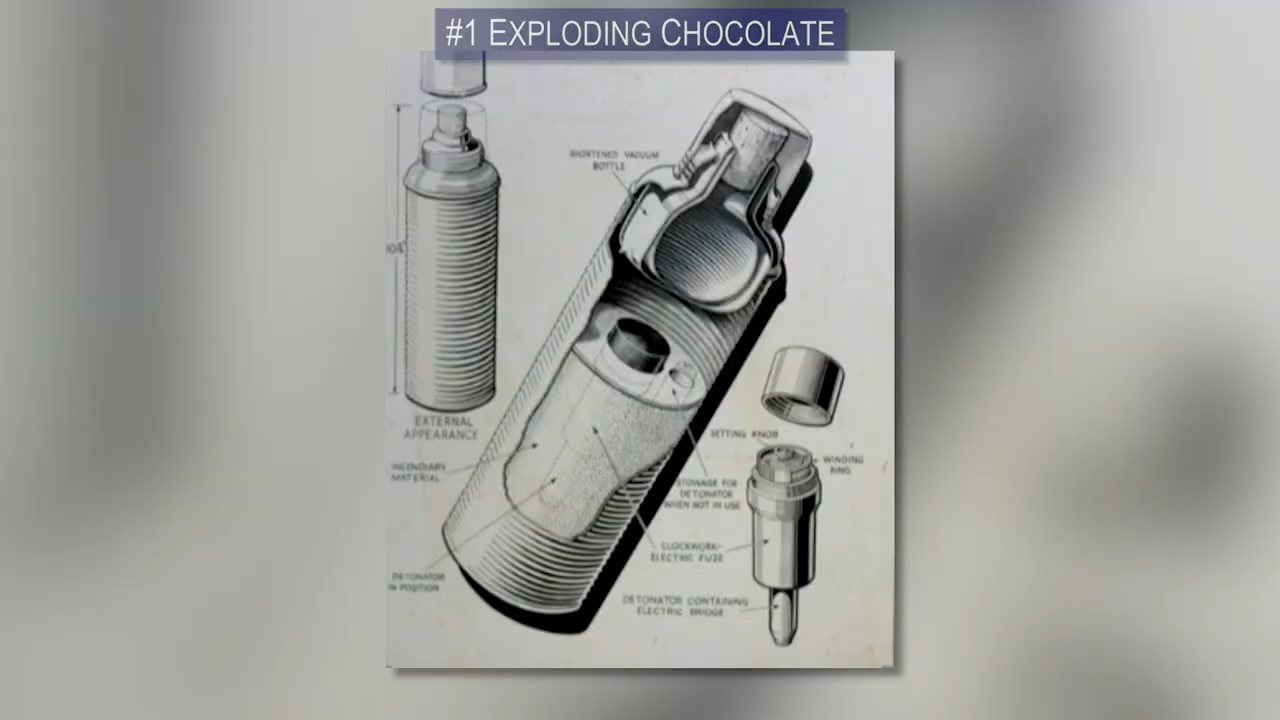 #1 EXPLODING CHOCOLATE
SHORTENED VACUUM
BOTTLE
EXTERNAL
APPEARANCE
SETTING KNOB
WINDING
RING
INCENDIARY
MATERIAL
STOWAGE FOR
DETONATOR
WHEN NOT IN USE
CLOCKWORK-
ELECTRIC FUZE
DETONATOR
IN POSITION
DETONATOR CONTAINING
ELECTRIC BRIDGE